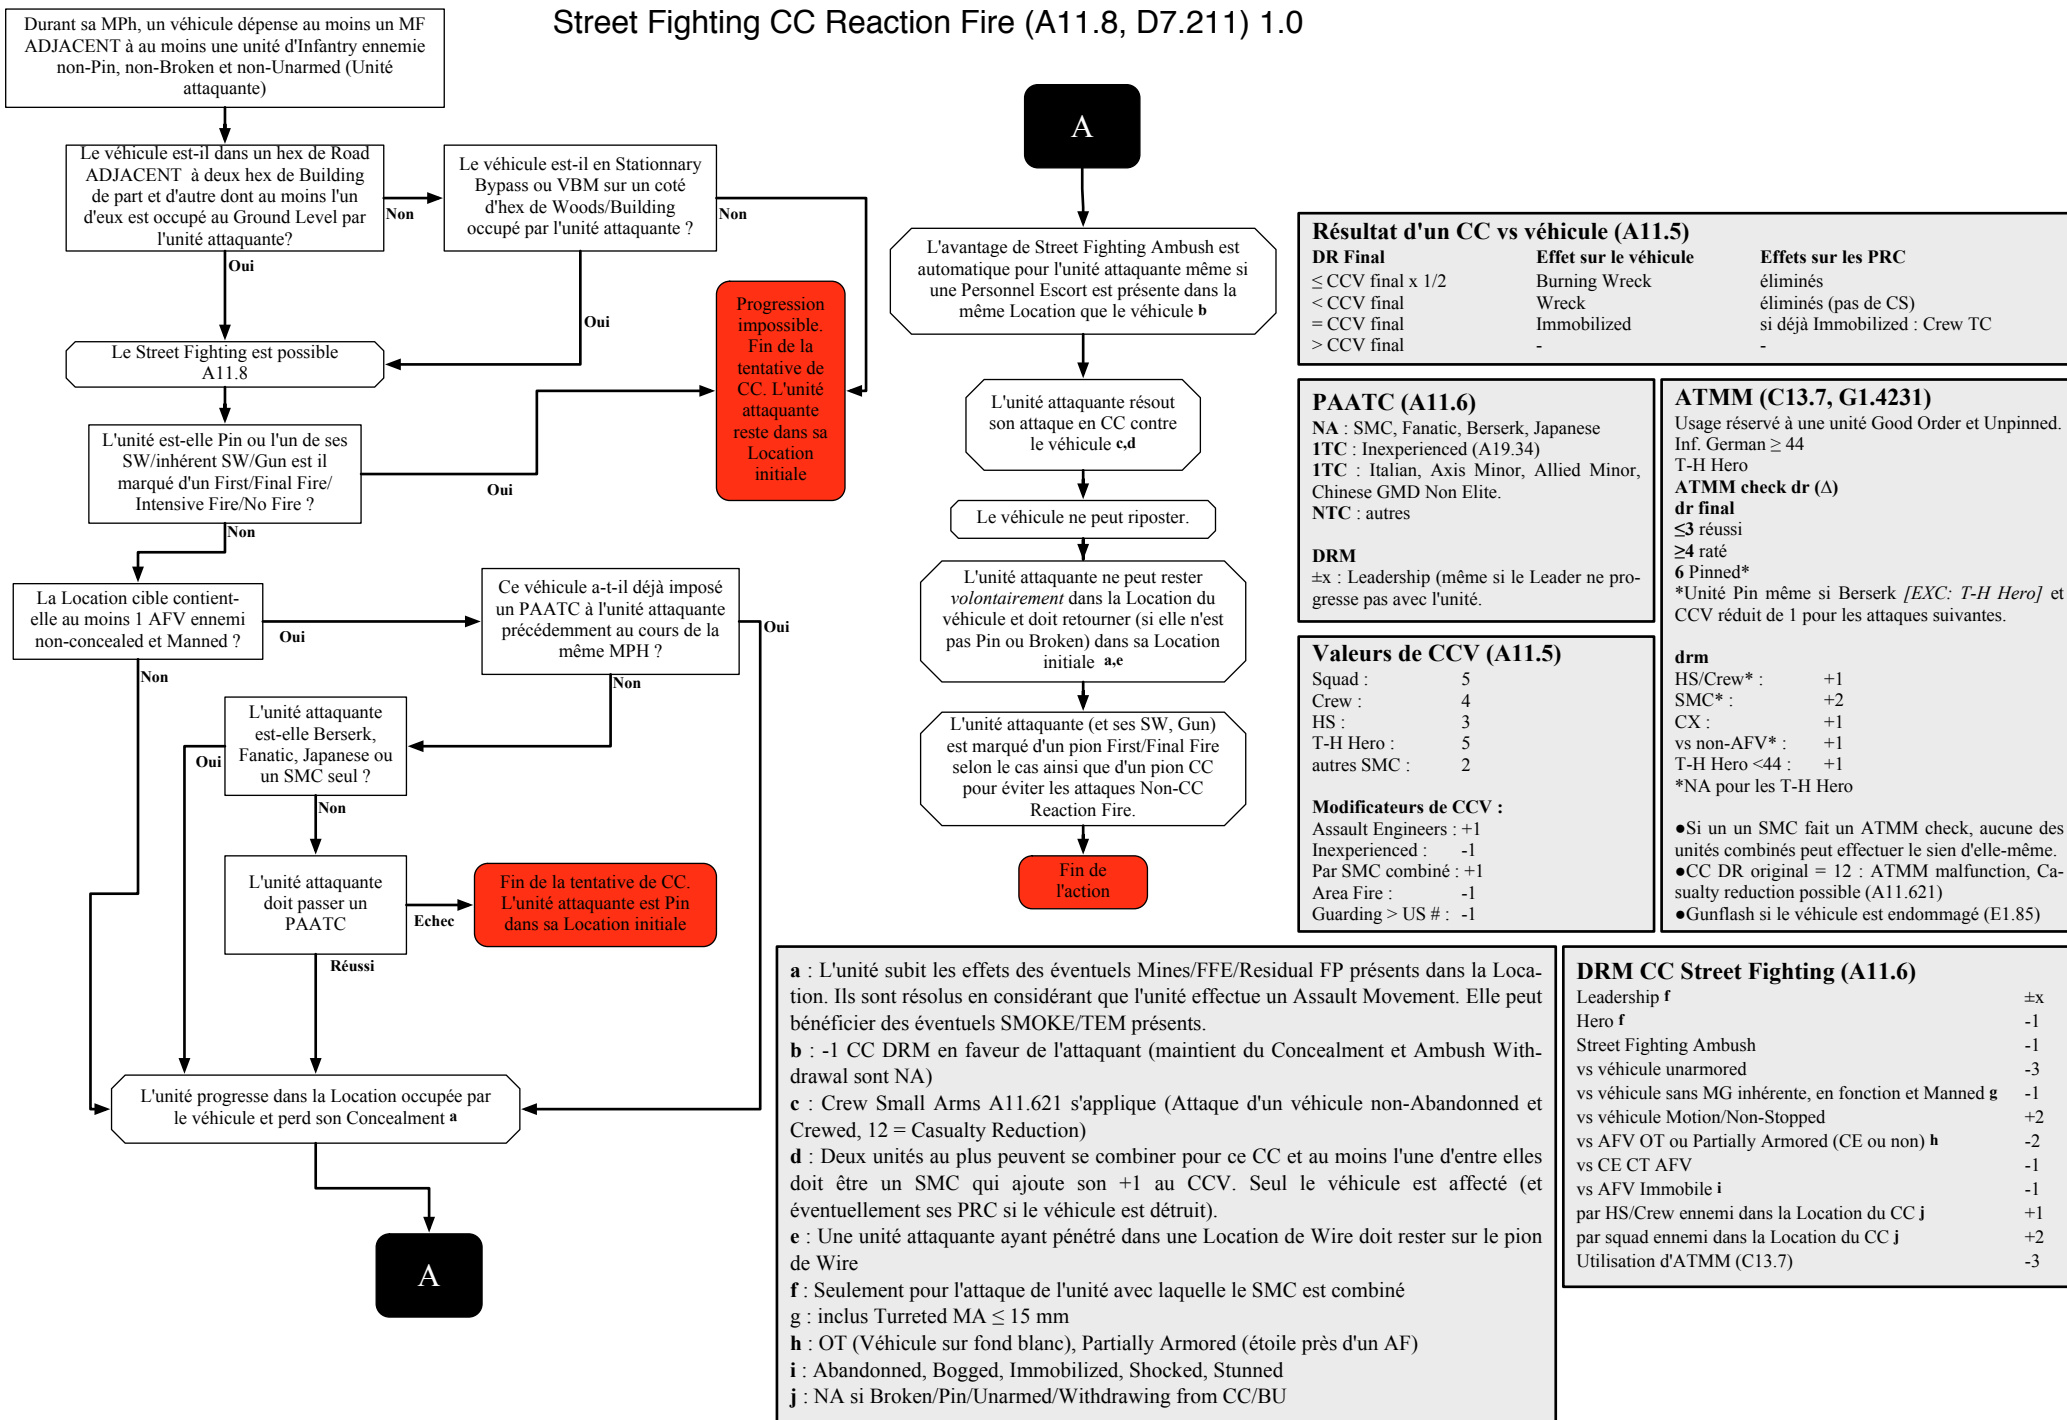 Street Fighting CC Reaction Fire (A11.8, D7.211) 1.0
Durant sa MPh, un véhicule dépense au moins un MF
ADJACENT à au moins une unité d'Infantry ennemie
non-Pin, non-Broken et non-Unarmed (Unité
attaquante)
Le véhicule est-il dans un hex de Road
ADJACENT à deux hex de Building
de part et d'autre dont au moins l'un
d'eux est occupé au Ground Level par
l'unité attaquante?
Non
Oui
Le véhicule est-il en Stationnary
Bypass ou VBM sur un coté
d'hex de Woods/Building
occupé par l'unité attaquante ?
Non
Oui
Le Street Fighting est possible
A11.8
Progression
impossible.
Fin de la
tentative de
CC. L'unité
attaquante
reste dans sa
Location
initiale
L'unité est-elle Pin ou l'un de ses
SW/inhérent SW/Gun est il
marqué d'un First/Final Fire/
Intensive Fire/No Fire ?
Oui
Non
La Location cible contient-
elle au moins 1 AFV ennemi
non-concealed et Manned ?
Oui
Non
Ce véhicule a-t-il déjà imposé
un PAATC à l'unité attaquante
précédemment au cours de la
même MPH ?
Oui
Non
L'unité attaquante
est-elle Berserk,
Fanatic, Japanese ou
un SMC seul ?
Oui
Non
L'unité attaquante
doit passer un
PAATC
Echec
Réussi
Fin de la tentative de CC.
L'unité attaquante est Pin
dans sa Location initiale
L'unité progresse dans la Location occupée par
le véhicule et perd son Concealment a
A
A
L'avantage de Street Fighting Ambush est
automatique pour l'unité attaquante même si
une Personnel Escort est présente dans la
même Location que le véhicule b
L'unité attaquante résout
son attaque en CC contre
le véhicule c,d
Le véhicule ne peut riposter.
L'unité attaquante ne peut rester
volontairement dans la Location du
véhicule et doit retourner (si elle n'est
pas Pin ou Broken) dans sa Location
initiale a,e
L'unité attaquante (et ses SW, Gun)
est marqué d'un pion First/Final Fire
selon le cas ainsi que d'un pion CC
pour éviter les attaques Non-CC
Reaction Fire.
Fin de
l'action
Résultat d'un CC vs véhicule (A11.5)
DR Final Effet sur le véhicule Effets sur les PRC
≤ CCV final x 1/2 Burning Wreck éliminés
< CCV final Wreck éliminés (pas de CS)
= CCV final Immobilized si déjà Immobilized : Crew TC
> CCV final - -
PAATC (A11.6)
NA : SMC, Fanatic, Berserk, Japanese
1TC : Inexperienced (A19.34)
1TC : Italian, Axis Minor, Allied Minor,
Chinese GMD Non Elite.
NTC : autres
DRM
±x : Leadership (même si le Leader ne pro-
gresse pas avec l'unité.
Valeurs de CCV (A11.5)
Squad : 5
Crew : 4
HS : 3
T-H Hero : 5
autres SMC : 2
Modificateurs de CCV :
Assault Engineers : +1
Inexperienced : -1
Par SMC combiné : +1
Area Fire : -1
Guarding > US # : -1
ATMM (C13.7, G1.4231)
Usage réservé à une unité Good Order et Unpinned.
Inf. German ≥ 44
T-H Hero
ATMM check dr (Δ)
dr final
≤3 réussi
≥4 raté
6 Pinned*
*Unité Pin même si Berserk [EXC: T-H Hero] et
CCV réduit de 1 pour les attaques suivantes.
drm
HS/Crew* : +1
SMC* : +2
CX : +1
vs non-AFV* : +1
T-H Hero <44 : +1
*NA pour les T-H Hero
●Si un un SMC fait un ATMM check, aucune des
unités combinés peut effectuer le sien d'elle-même.
●CC DR original = 12 : ATMM malfunction, Ca-
sualty reduction possible (A11.621)
●Gunflash si le véhicule est endommagé (E1.85)
a : L'unité subit les effets des éventuels Mines/FFE/Residual FP présents dans la Loca-
tion. Ils sont résolus en considérant que l'unité effectue un Assault Movement. Elle peut
bénéficier des éventuels SMOKE/TEM présents.
b : -1 CC DRM en faveur de l'attaquant (maintient du Concealment et Ambush With-
drawal sont NA)
c : Crew Small Arms A11.621 s'applique (Attaque d'un véhicule non-Abandonned et
Crewed, 12 = Casualty Reduction)
d : Deux unités au plus peuvent se combiner pour ce CC et au moins l'une d'entre elles
doit être un SMC qui ajoute son +1 au CCV. Seul le véhicule est affecté (et
éventuellement ses PRC si le véhicule est détruit).
e : Une unité attaquante ayant pénétré dans une Location de Wire doit rester sur le pion
de Wire
f : Seulement pour l'attaque de l'unité avec laquelle le SMC est combiné
g : inclus Turreted MA ≤ 15 mm
h : OT (Véhicule sur fond blanc), Partially Armored (étoile près d'un AF)
i : Abandonned, Bogged, Immobilized, Shocked, Stunned
j : NA si Broken/Pin/Unarmed/Withdrawing from CC/BU
DRM CC Street Fighting (A11.6)
Leadership f ±x
Hero f -1
Street Fighting Ambush -1
vs véhicule unarmored -3
vs véhicule sans MG inhérente, en fonction et Manned g -1
vs véhicule Motion/Non-Stopped +2
vs AFV OT ou Partially Armored (CE ou non) h -2
vs CE CT AFV -1
vs AFV Immobile i -1
par HS/Crew ennemi dans la Location du CC j +1
par squad ennemi dans la Location du CC j +2
Utilisation d'ATMM (C13.7) -3